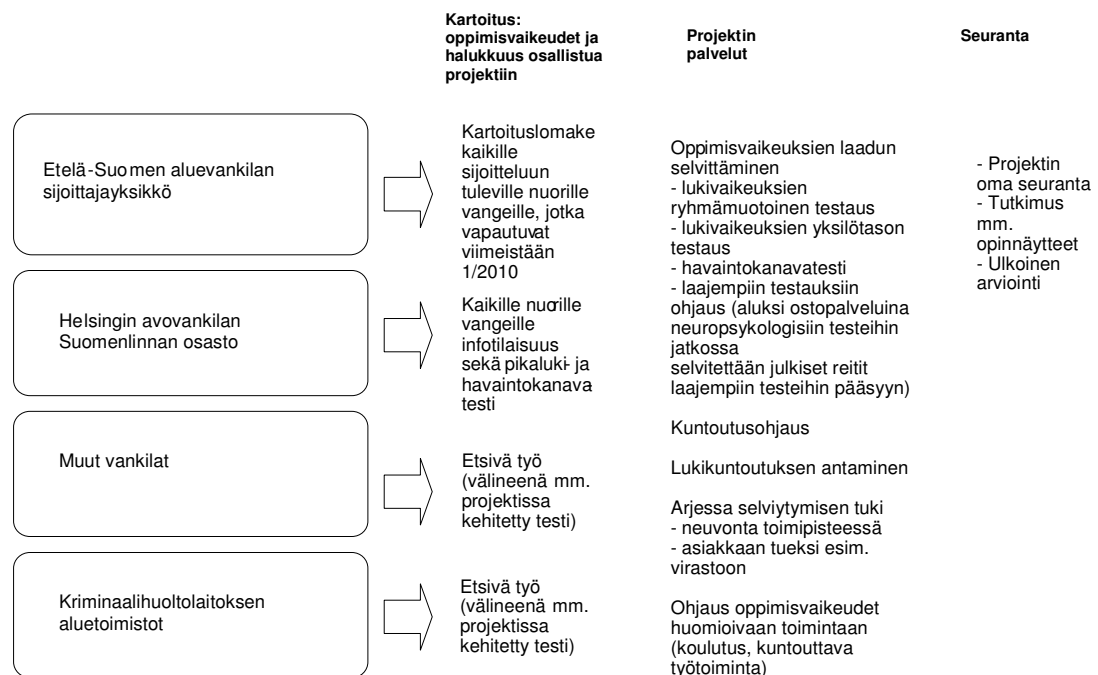 Kartoitus:
oppimisvaikeudet ja
halukkuus osallistua
projektiin
Projektin
palvelut
Seuranta
Etelä-Suomen aluevankilan
sijoittajayksikkö
Kartoituslomake
kaikille
sijoitteluun
tuleville nuorille
vangeille, jotka
vapautuvat
viimeistään
1/2010
Helsingin avovankilan
Suomenlinnan osasto
Kaikille nuorille
vangeille
infotilaisuus
sekä pikaluki- ja
havaintokanava
testi
Muut vankilat
Etsivä työ
(välineenä mm.
projektissa
kehitetty testi)
Kriminaalihuoltolaitoksen
aluetoimistot
Etsivä työ
(välineenä mm.
projektissa
kehitetty testi)
Oppimisvaikeuksien laadun
selvittäminen
- lukivaikeuksien
ryhmämuotoinen testaus
- lukivaikeuksien yksilötason
testaus
- havaintokanavatesti
- laajempiin testauksiin
ohjaus (aluksi ostopalveluina
neuropsykologisiin testeihin
jatkossa
selvitettään julkiset reitit
laajempiin testeihin pääsyyn)
Kuntoutusohjaus
Lukikuntoutuksen antaminen
Arjessa selviytymisen tuki
- neuvonta toimipisteessä
- asiakkaan tueksi esim.
virastoon
Ohjaus oppimisvaikeudet
huomioivaan toimintaan
(koulutus, kuntouttava
työtoiminta)
- Projektin
oma seuranta
- Tutkimus
mm.
opinnäytteet
- Ulkoinen
arviointi